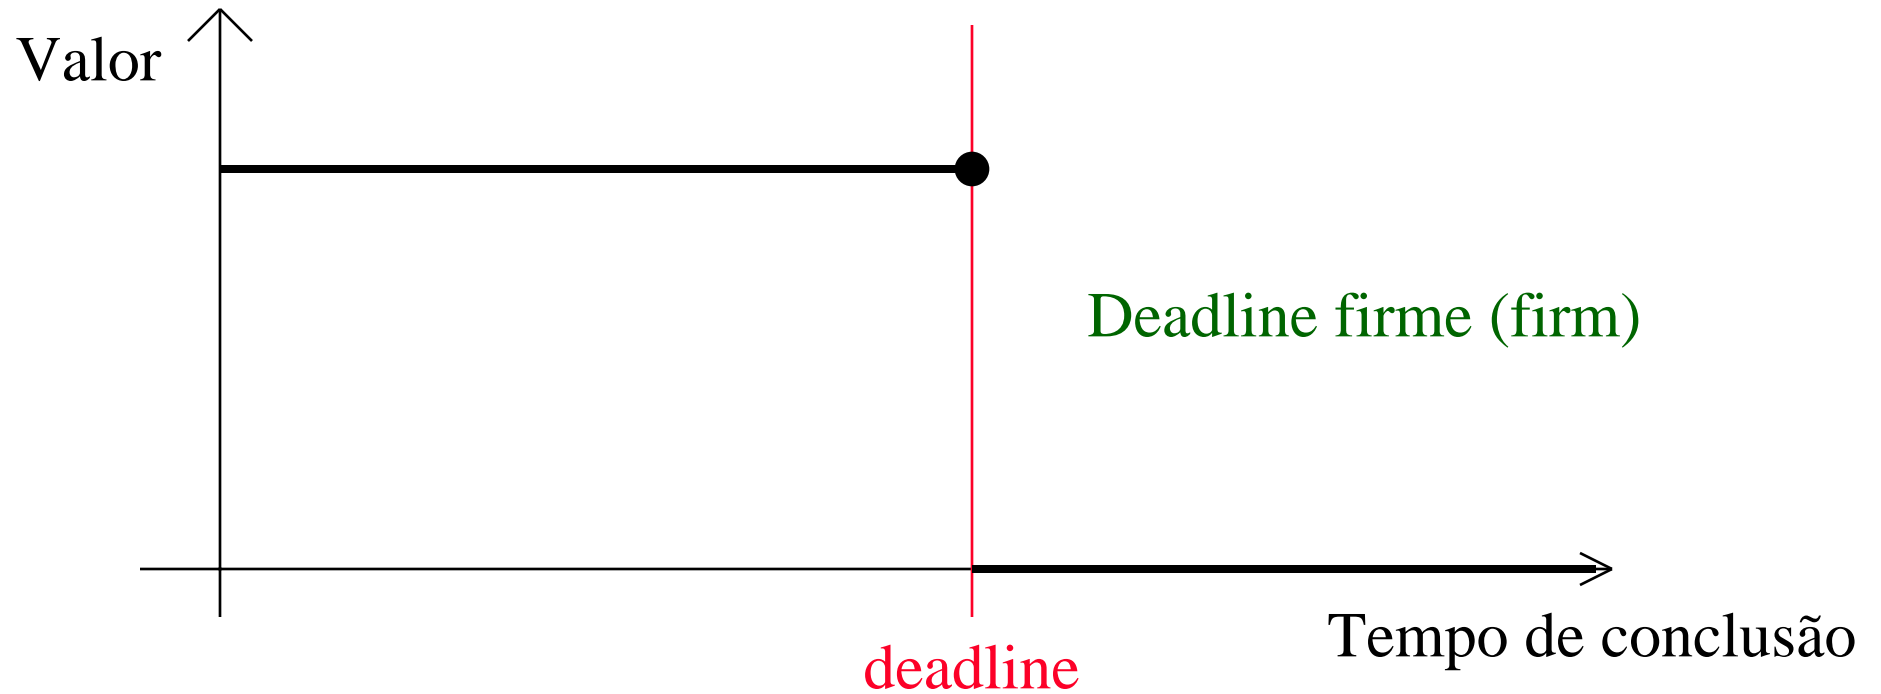 Valor
Deadline firme (firm)
Tempo de conclusão
deadline